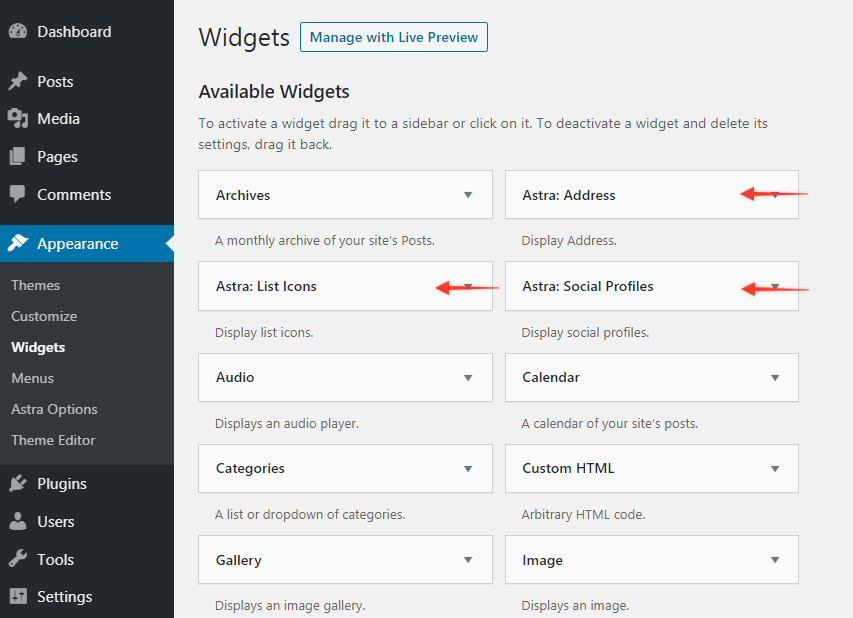 Dashboard
Posts
Media
Pages
Comments
Appearance
Themes
Customize
Widgets
Menus
Astra Options
Theme Editor
Plugins
Users
Tools
Settings
Widgets Manage with Live Preview
Available Widgets
To activate a widget drag it to a sidebar or click on it. To deactivate a widget and delete its
settings, drag it back.
Archives
A monthly archive of your site's Posts.
Astra: Address
Display Address.
Astra: List Icons
Display list icons.
Astra: Social Profiles
Display social profiles.
Audio
Displays an audio player.
Calendar
A calendar of your site's posts.
Categories
A list or dropdown of categories.
Custom HTML
Arbitrary HTML code.
Gallery
Displays an image gallery.
Image
Displays an image.